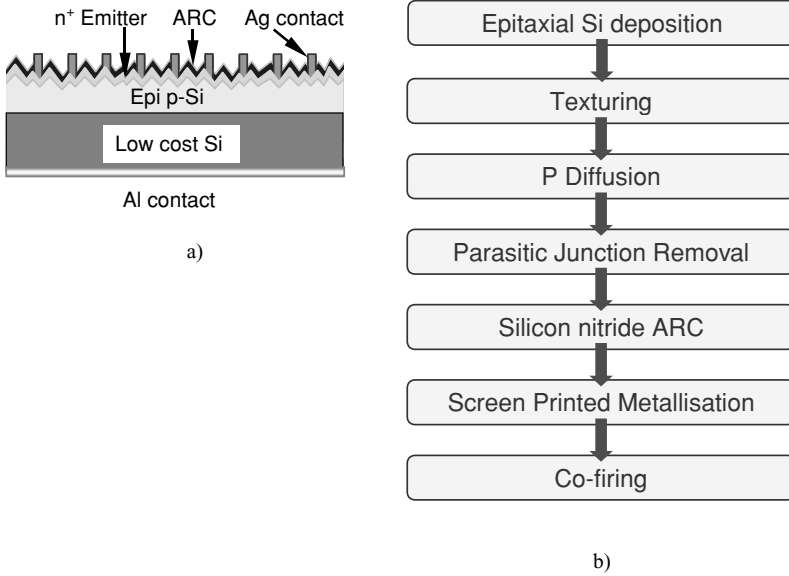 n+ Emitter ARC Ag contact
Epi p-Si
Low cost Si
Al contact
a)
Epitaxial Si deposition
Texturing
P Diffusion
Parasitic Junction Removal
Silicon nitride ARC
Screen Printed Metallisation
Co-firing
b)